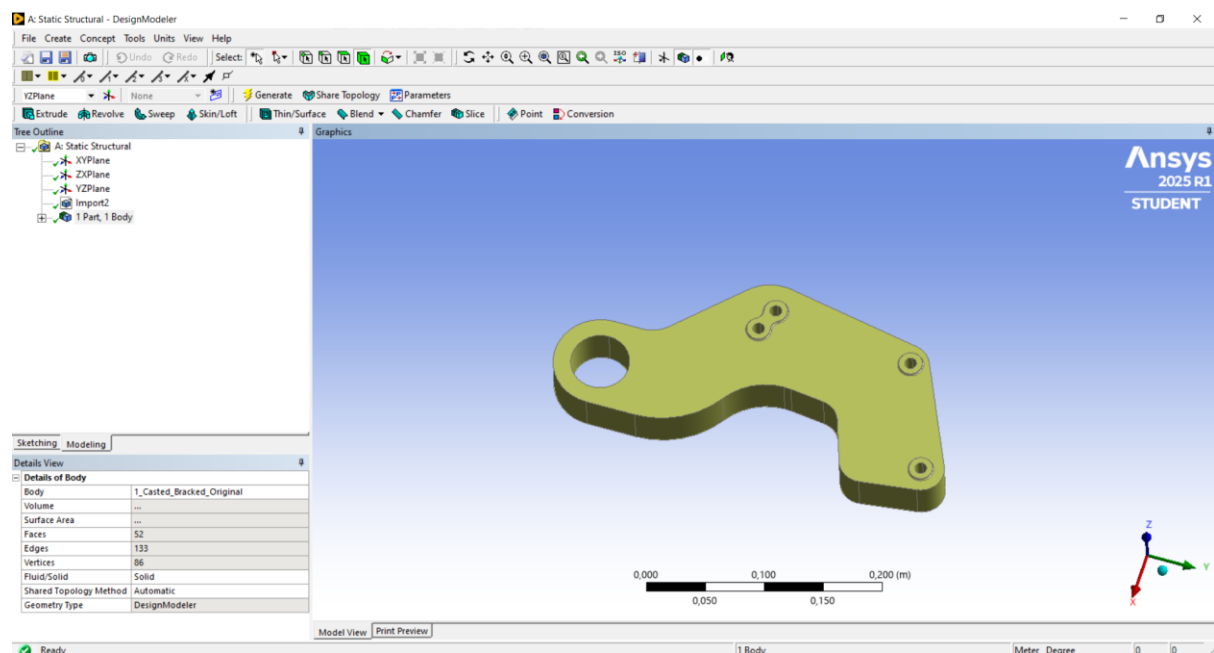 A: Static Structural - DesignModeler
File Create Concept Tools Units View Help
Undo Redo Select: ISO
YZPlane None Generate Share Topology Parameters
Extrude Revolve Sweep Skin/Loft Thin/Surface Blend Chamfer Slice Point Conversion
Tree Outline
A: Static Structural
XYPlane
ZXPlane
YZPlane
Import2
1 Part, 1 Body
Sketching Modeling
Details View
Details of Body
Body 1_Casted_Bracked_Original
Volume ...
Surface Area ...
Faces 52
Edges 133
Vertices 86
Fluid/Solid Solid
Shared Topology Method Automatic
Geometry Type DesignModeler
Graphics
Ansys
2025 R1
STUDENT
Z
Y
X
0,000 0,100 0,200 (m)
0,050 0,150
Model View Print Preview
Ready 1 Body Meter Degree 0 0